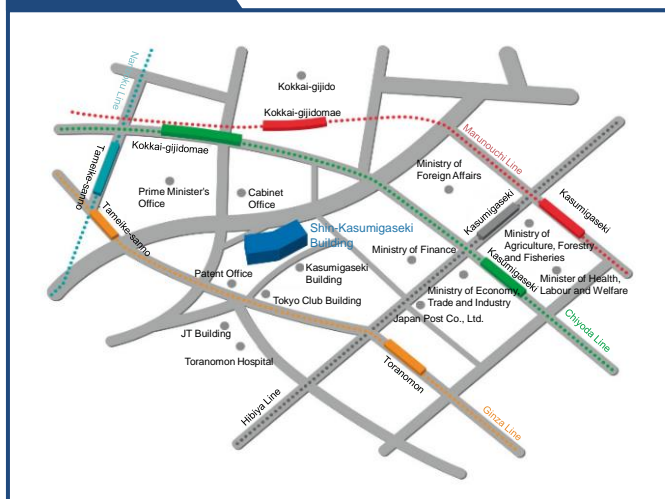 Namboku Line
Kokkai-gijido
Kokkai-gijidomae
Kokkai-gijidomae
Marunouchi Line
Tameike-sanno
Ministry of
Foreign Affairs
Prime Minister's
Office
Cabinet
Office
Kasumigaseki
Kasumigaseki
Tameike-sanno
Shin-Kasumigaseki
Building
Ministry of
Agriculture, Forestry
and Fisheries
Ministry of Finance
Kasumigaseki
Patent Office
Kasumigaseki
Building
Minister of Health,
Labour and Welfare
Ministry of Economy,
Trade and Industry
Tokyo Club Building
Japan Post Co., Ltd.
Chiyoda Line
JT Building
Toranomon Hospital
Toranomon
Hibiya Line
Ginza Line